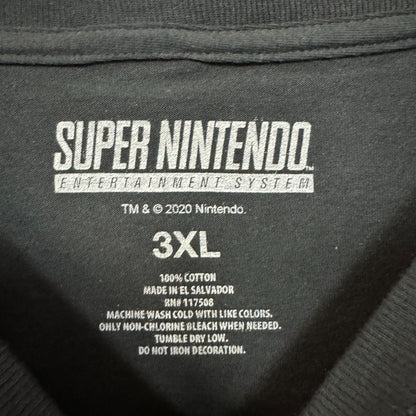 SUPER NINTENDO™
ENTERTAINMENT SYSTEM
TM & © 2020 Nintendo.
3XL
100% COTTON
MADE IN EL SALVADOR
RN# 117508
MACHINE WASH COLD WITH LIKE COLORS.
ONLY NON-CHLORINE BLEACH WHEN NEEDED.
TUMBLE DRY LOW.
DO NOT IRON DECORATION.